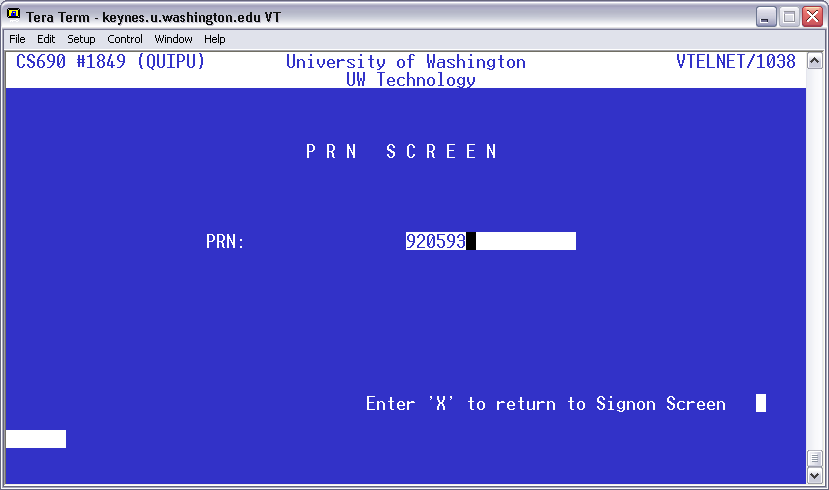 Tera Term - keynes.u.washington.edu VT
File Edit Setup Control Window Help
CS690 #1849 (QUIPU) University of Washington VTELNET/1038
UW Technology
P R N S C R E E N
PRN: 920593
Enter 'X' to return to Signon Screen